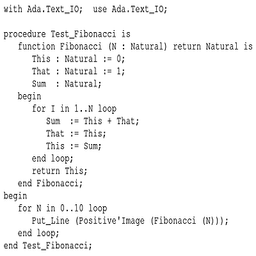 with Ada.Text_IO;  use Ada.Text_IO;

procedure Test_Fibonacci is
   function Fibonacci (N : Natural) return Natural is
      This : Natural := 0;
      That : Natural := 1;
      Sum  : Natural;
   begin
      for I in 1..N loop
         Sum  := This + That;
         That := This;
         This := Sum;
      end loop;
      return This;
   end Fibonacci;
begin
   for N in 0..10 loop
      Put_Line (Positive'Image (Fibonacci (N)));
   end loop;
end Test_Fibonacci;